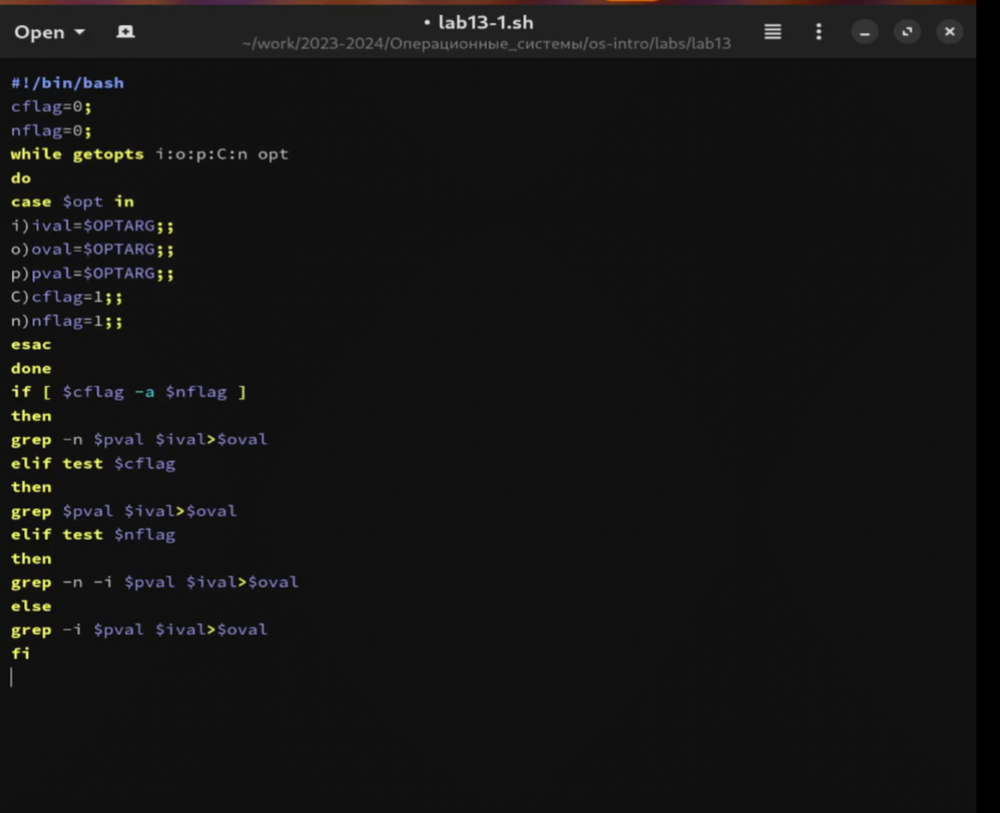 Open
• lab13-1.sh
~/work/2023-2024/Операционные_системы/os-intro/labs/lab13
#!/bin/bash
cflag=0;
nflag=0;
while getopts i:o:p:C:n opt
do
case $opt in
i)ival=$OPTARG;;
o)oval=$OPTARG;;
p)pval=$OPTARG;;
C)cflag=1;;
n)nflag=1;;
esac
done
if [ $cflag -a $nflag ]
then
grep -n $pval $ival>$oval
elif test $cflag
then
grep $pval $ival>$oval
elif test $nflag
then
grep -n -i $pval $ival>$oval
else
grep -i $pval $ival>$oval
fi